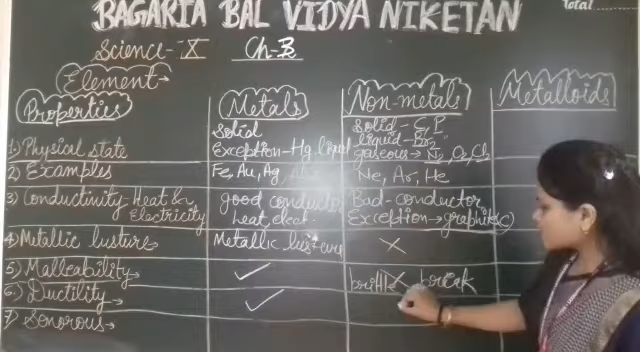 Total
BAGARIA BAL VIDYA NIKETAN
Science - X Ch-3
Element →
Properties Metals Non-metals Metalloids
1) Physical state solid Exception - Hg liquid solid - C, P liquid - Br₂ gaseous → N₂, O₂, Cl₂
2) Examples Fe, Au, Ag, Ne, Ar, He
3) Conductivity - Heat & Electricity good conductor heat, elect. Bad-conductor Exception → graphite (C)
4) Metallic lusture → Metallic lusture ×
5) Malleability → ✓ brittle break
6) Ductility → ✓
7) Sonorous →